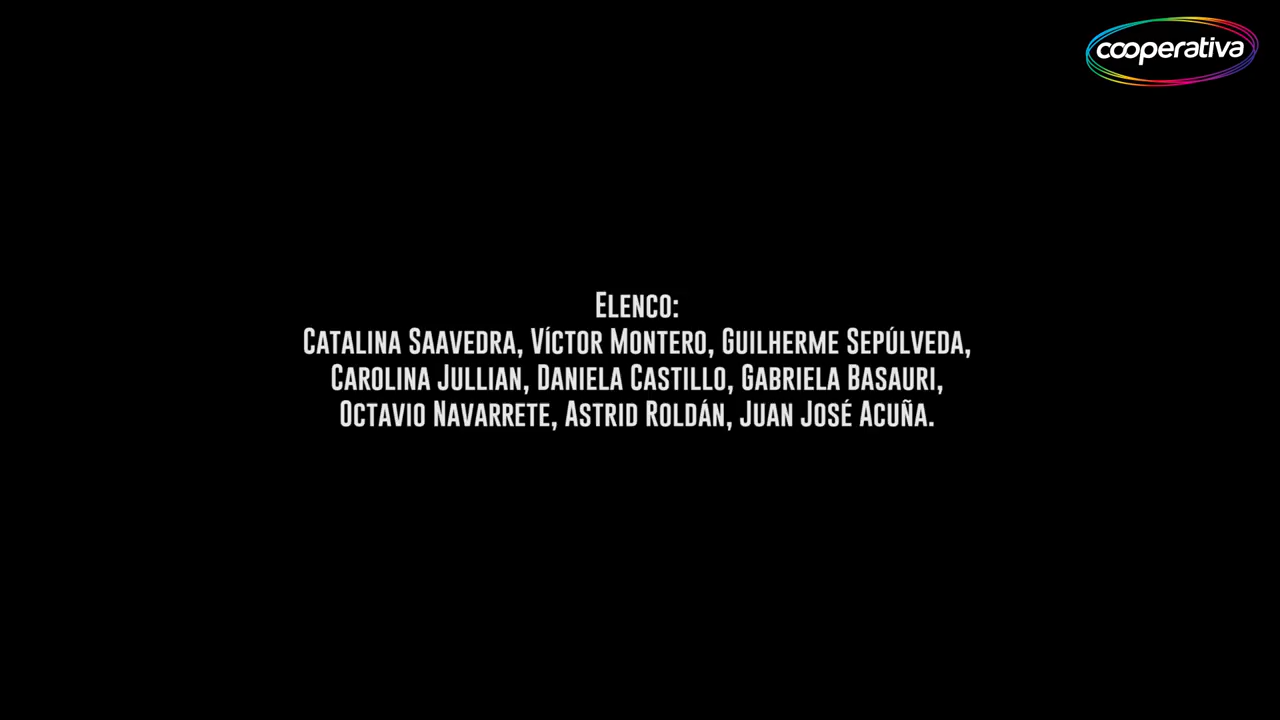 cooperativa
Elenco:
Catalina Saavedra, Víctor Montero, Guilherme Sepúlveda,
Carolina Jullian, Daniela Castillo, Gabriela Basauri,
Octavio Navarrete, Astrid Roldán, Juan José Acuña.